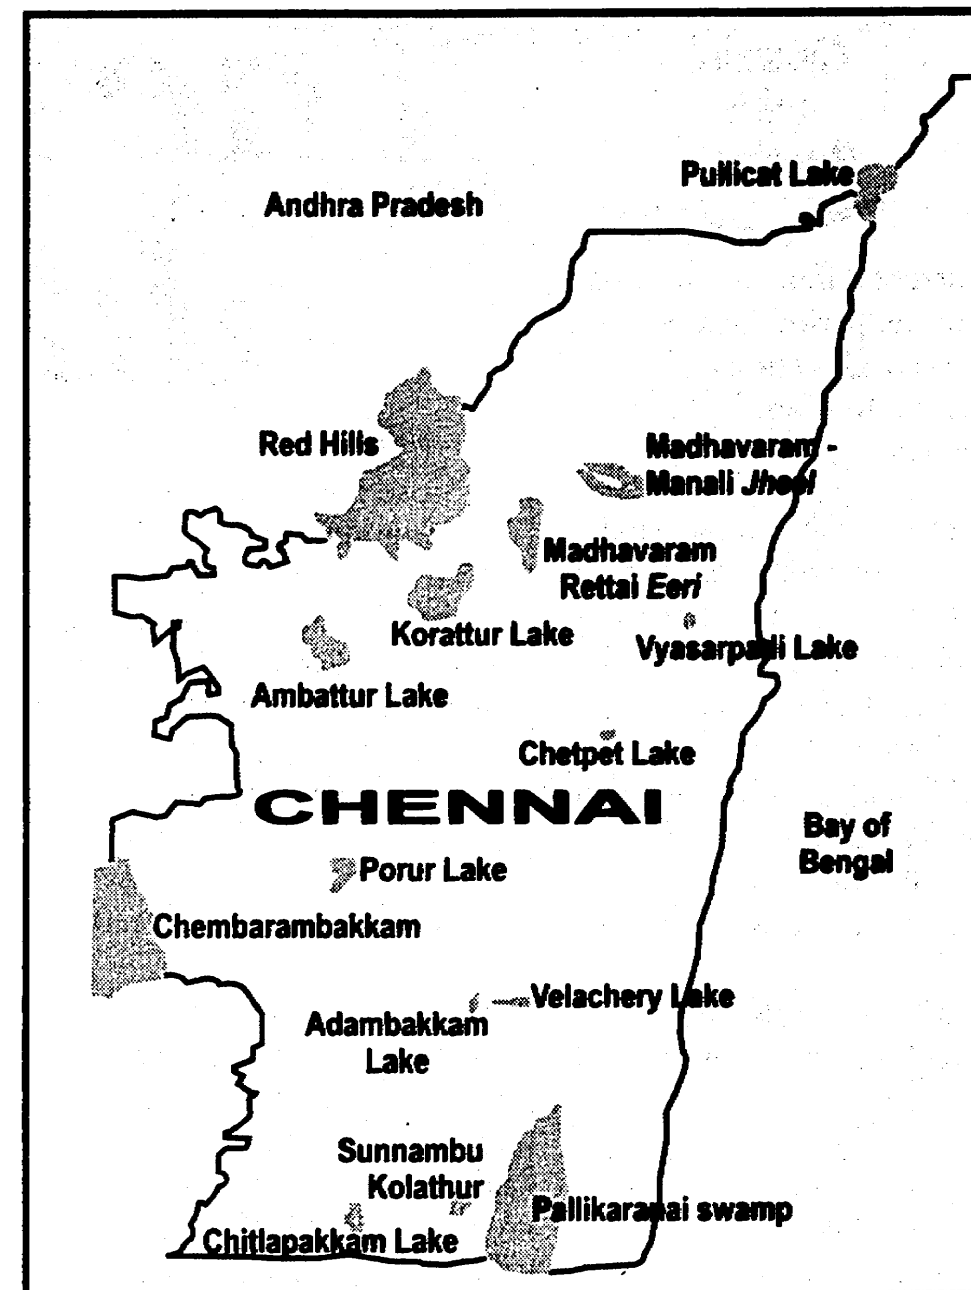 Pullicat Lake
Andhra Pradesh
Red Hills
Madhavaram -
Manali Jheel
Madhavaram
Rettai Eeri
Korattur Lake
Vyasarpadi Lake
Ambattur Lake
Chetpet Lake
CHENNAI
Bay of
Bengal
Porur Lake
Chembarambakkam
Velachery Lake
Adambakkam
Lake
Sunnambu
Kolathur
Pallikaranai swamp
Chitlapakkam Lake